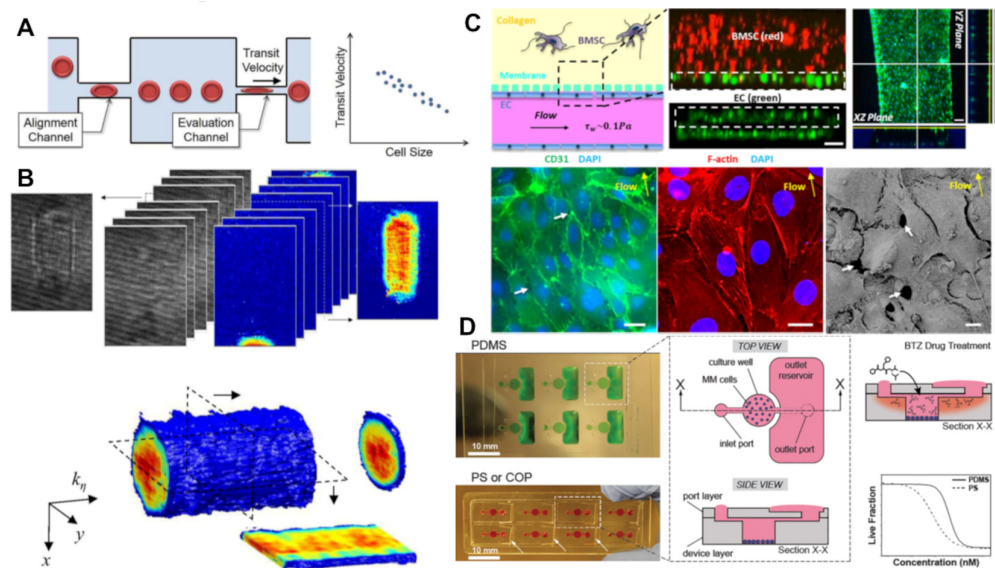 A
Transit
Velocity
Alignment
Channel
Evaluation
Channel
Transit Velocity
Cell Size
B
kη
y
x
C
Collagen
BMSC
Membrane
EC
Flow
τw~0.1Pa
BMSC (red)
EC (green)
YZ Plane
XZ Plane
CD31 DAPI
Flow
F-actin DAPI
Flow
Flow
D
PDMS
10 mm
PS or COP
10 mm
TOP VIEW
culture well
MM cells
outlet
reservoir
X
X
inlet port
outlet port
SIDE VIEW
port layer
device layer
Section X-X
BTZ Drug Treatment
Section X-X
Live Fraction
PDMS
PS
Concentration (nM)